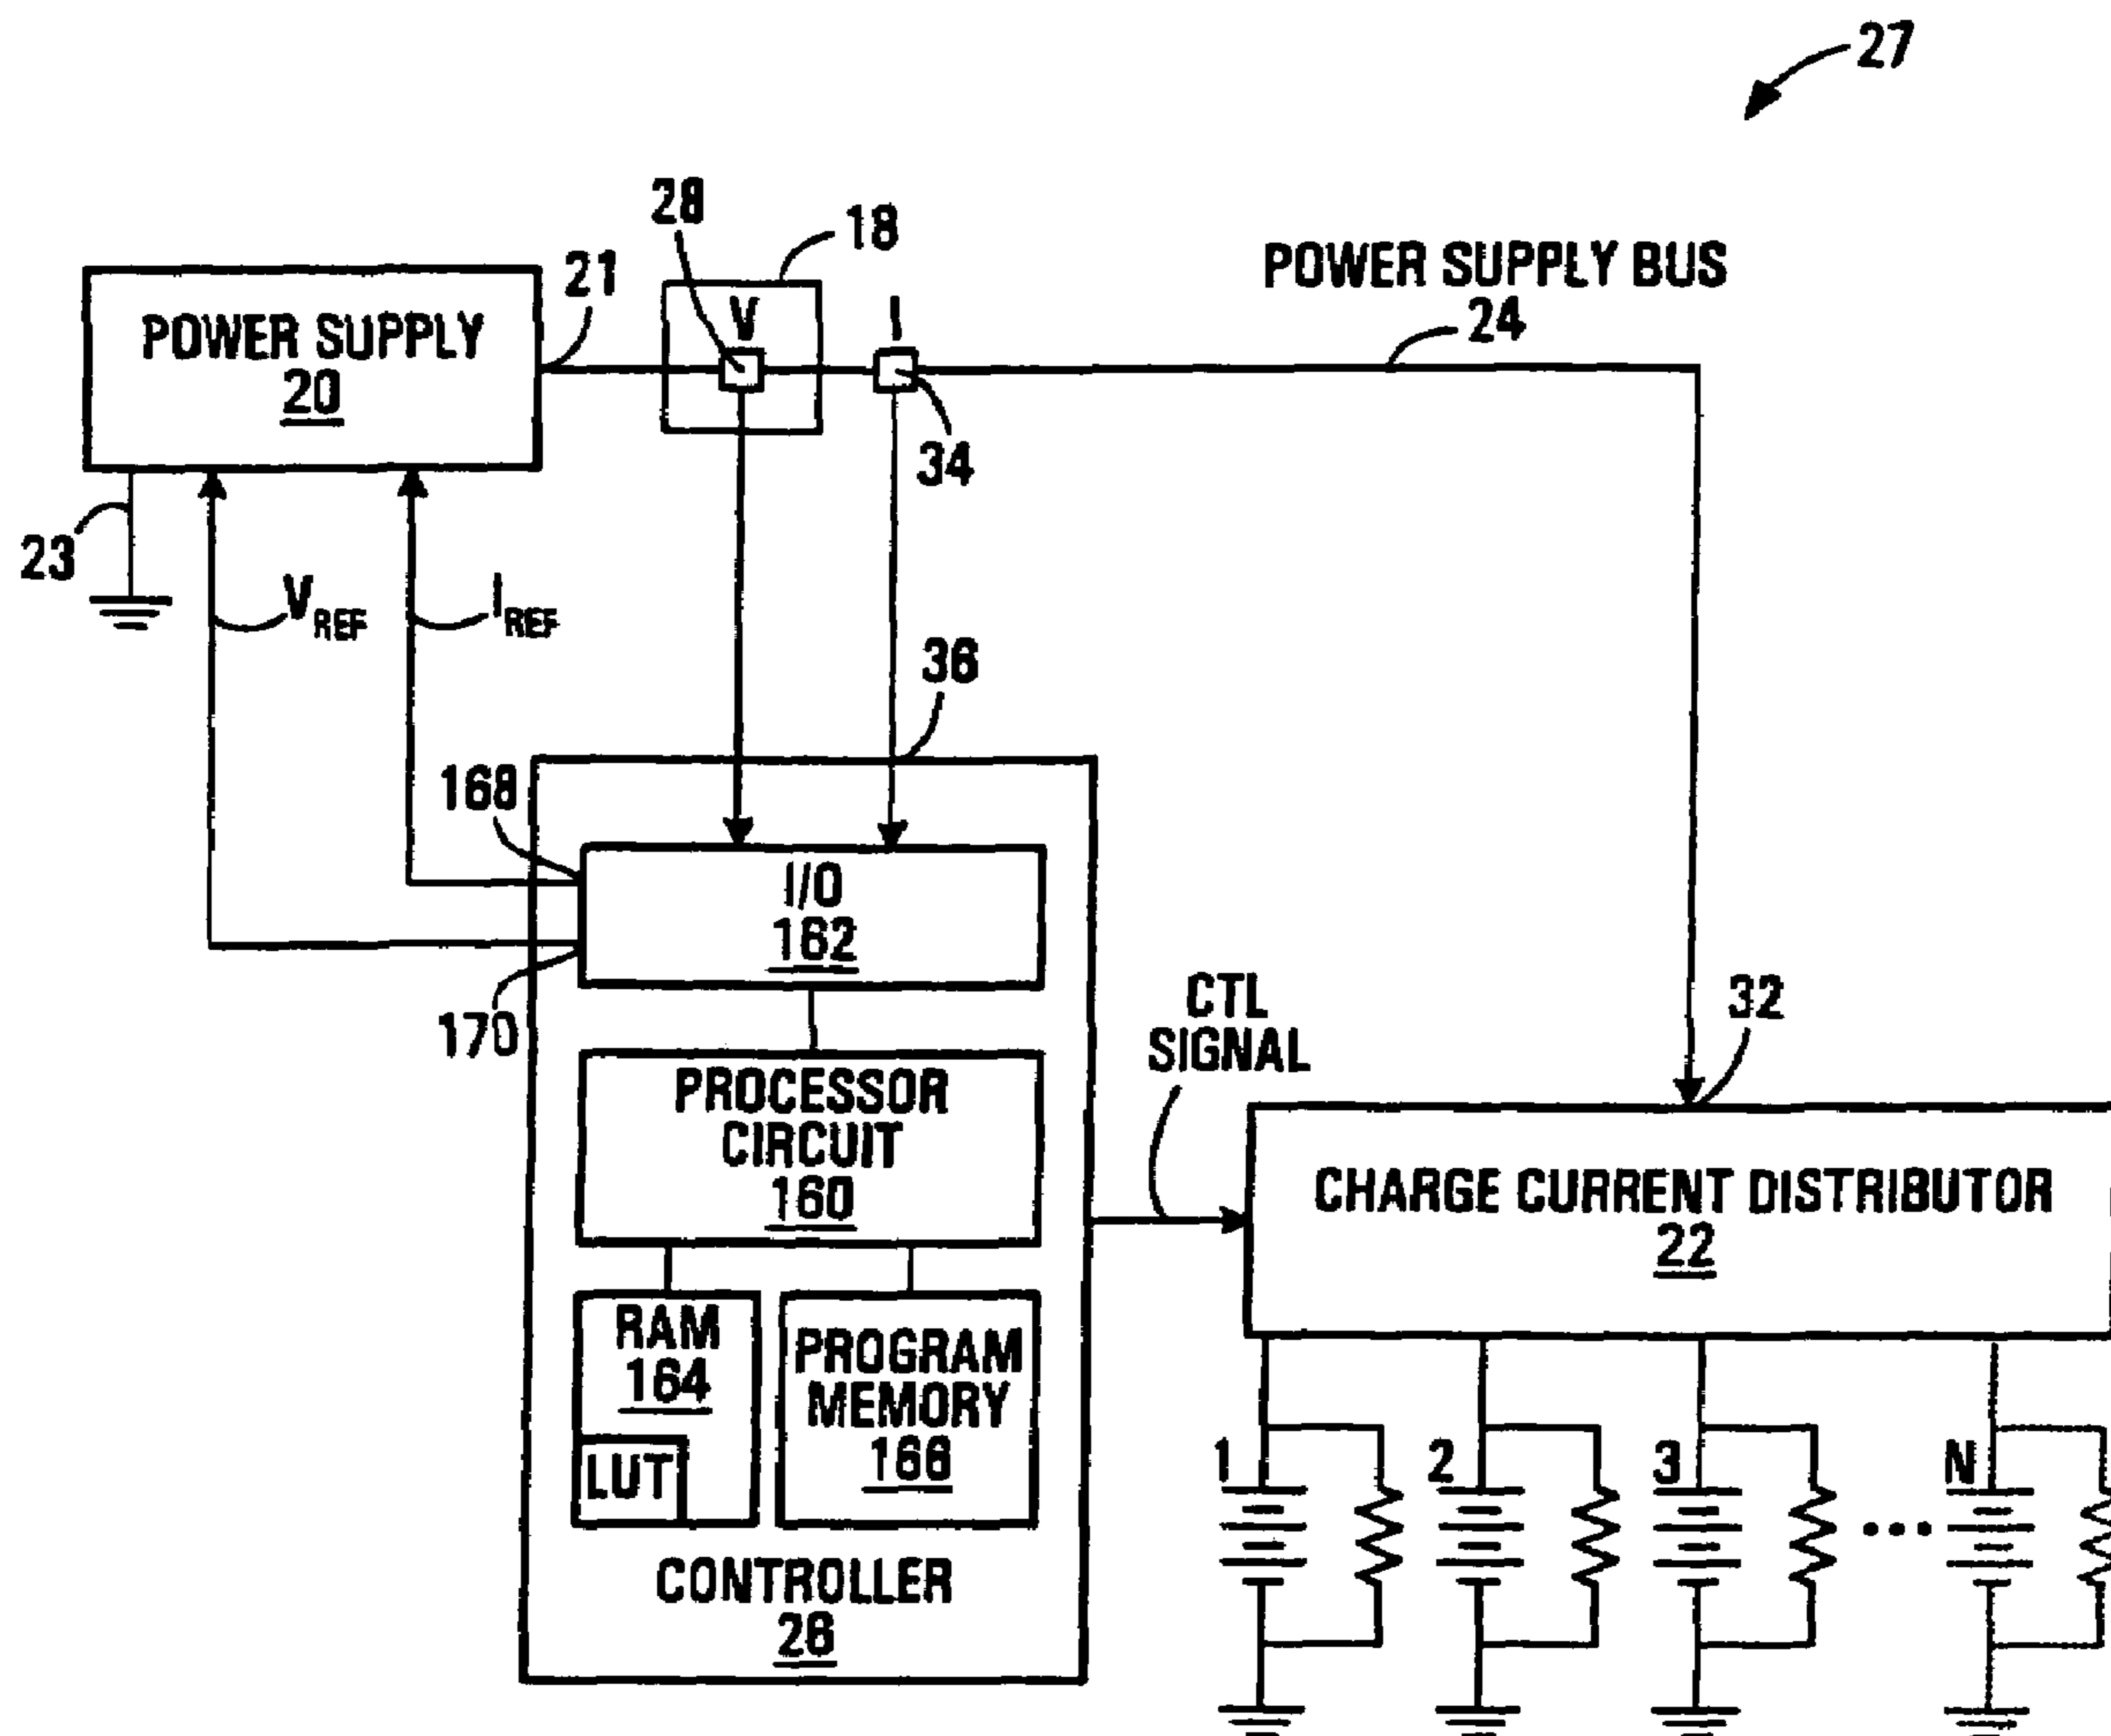 27
28
18
21
V
I
POWER SUPPLY BUS
24
POWER SUPPLY
20
34
23
VREF
IREF
36
168
I/O
162
170
CTL
SIGNAL
32
PROCESSOR
CIRCUIT
160
CHARGE CURRENT DISTRIBUTOR
22
RAM
164
PROGRAM
MEMORY
166
LUT
1
2
3
...
N
CONTROLLER
26